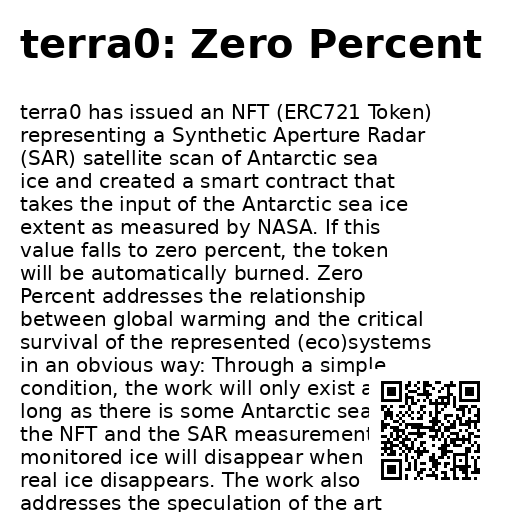 terra0: Zero Percent
terra0 has issued an NFT (ERC721 Token)
representing a Synthetic Aperture Radar
(SAR) satellite scan of Antarctic sea
ice and created a smart contract that
takes the input of the Antarctic sea ice
extent as measured by NASA. If this
value falls to zero percent, the token
will be automatically burned. Zero
Percent addresses the relationship
between global warming and the critical
survival of the represented (eco)systems
in an obvious way: Through a simple
condition, the work will only exist
long as there is some Antarctic sea
the NFT and the SAR measurement
monitored ice will disappear when
real ice disappears. The work also
addresses the speculation of the art